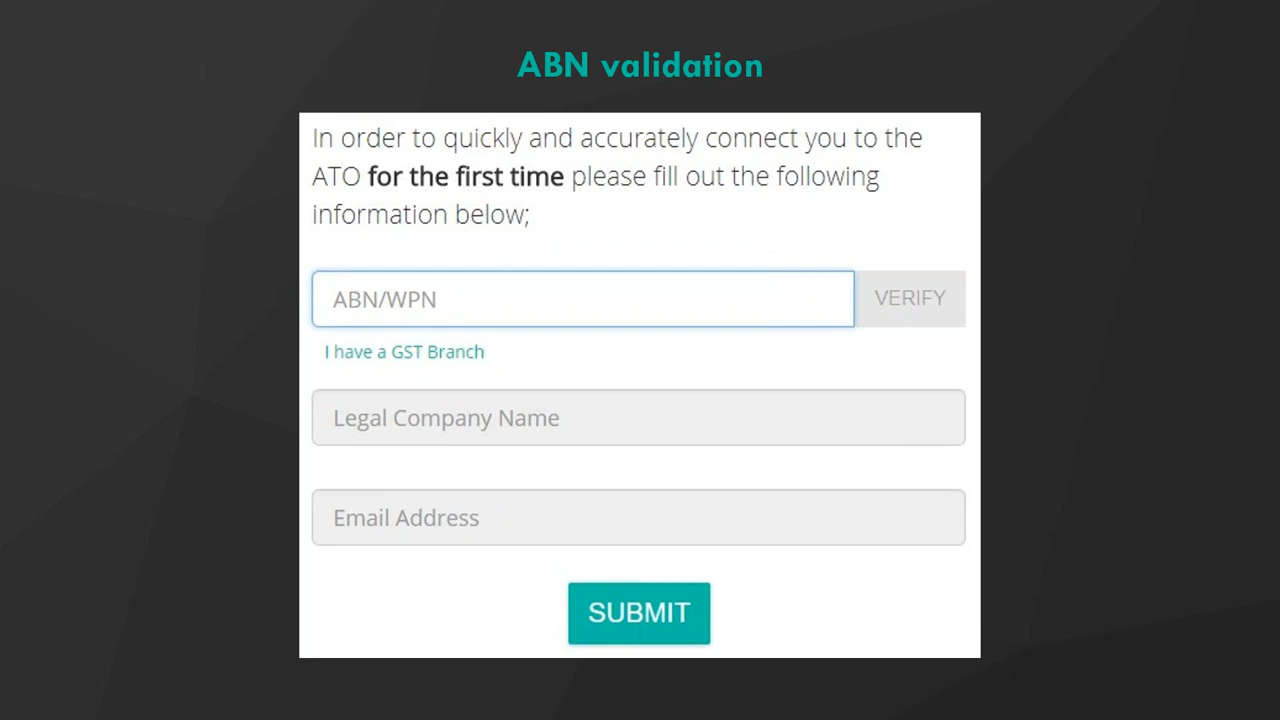 ABN validation
In order to quickly and accurately connect you to the
ATO for the first time please fill out the following
information below;
ABN/WPN
VERIFY
I have a GST Branch
Legal Company Name
Email Address
SUBMIT